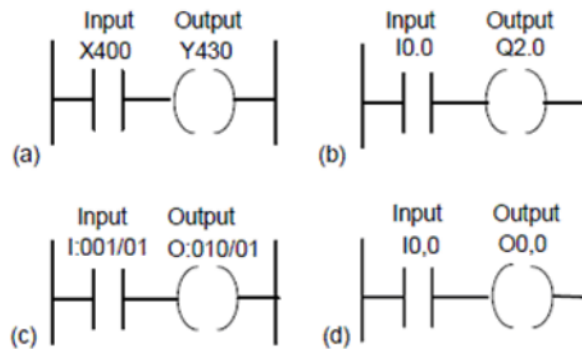 Input Output
X400 Y430
(a)
Input Output
I0.0 Q2.0
(b)
Input Output
I:001/01 O:010/01
(c)
Input Output
I0,0 O0,0
(d)